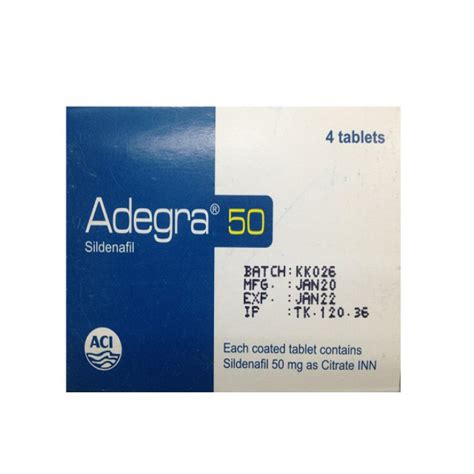 4 tablets
Adegra® 50
Sildenafil
BATCH: KK026
MFG. : JAN20
EXP. : JAN22
IP : TK.120.36
ACI
Each coated tablet contains
Sildenafil 50 mg as Citrate INN